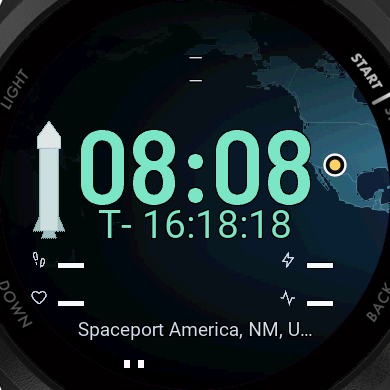 LIGHT
START
08:08
T- 16:18:18
DOWN
BACK
Spaceport America, NM, U...